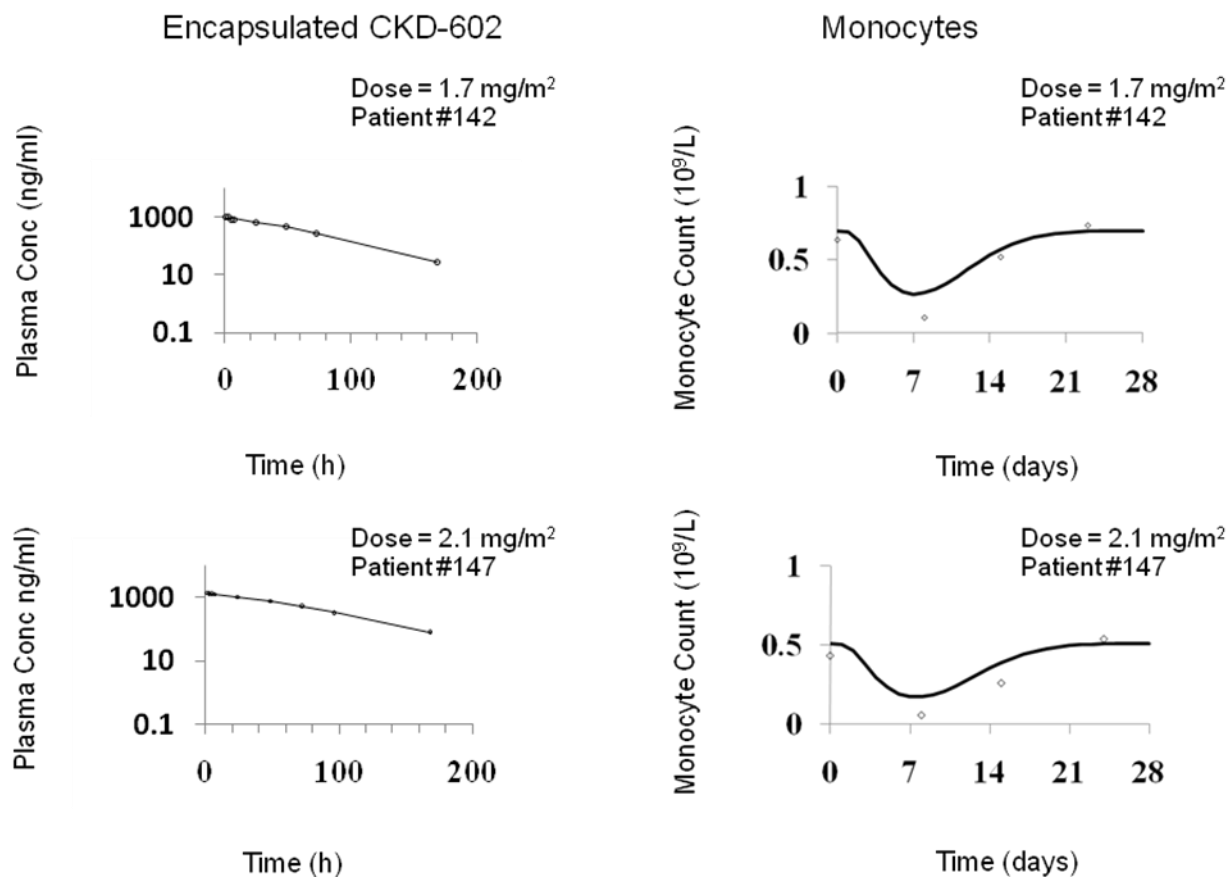 Encapsulated CKD-602
Monocytes
Dose = 1.7 mg/m²
Patient #142
Plasma Conc (ng/ml)
1000
10
0.1
0 100 200
Time (h)
Dose = 1.7 mg/m²
Patient #142
Monocyte Count (10⁹/L)
1
0.5
0
0 7 14 21 28
Time (days)
Dose = 2.1 mg/m²
Patient #147
Plasma Conc ng/ml)
1000
10
0.1
0 100 200
Time (h)
Dose = 2.1 mg/m²
Patient #147
Monocyte Count (10⁹/L)
1
0.5
0
0 7 14 21 28
Time (days)